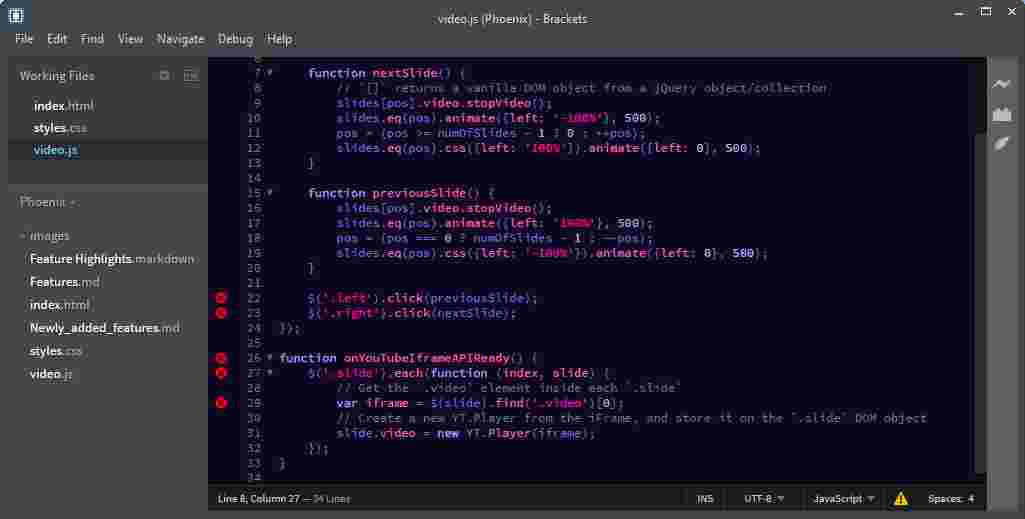 video.js (Phoenix) - Brackets
File Edit Find View Navigate Debug Help
Working Files
index.html
styles.css
video.js
Phoenix
images
Feature Highlights.markdown
Features.md
index.html
Newly_added_features.md
styles.css
video.js
6
7 function nextSlide() {
8 // `[]` returns a vanilla DOM object from a jQuery object/collection
9 slides[pos].video.stopVideo();
10 slides.eq(pos).animate({left: '-100%'}, 500);
11 pos = (pos >= numOfSlides - 1 ? 0 : ++pos);
12 slides.eq(pos).css({left: '100%'}).animate({left: 0}, 500);
13 }
14
15 function previousSlide() {
16 slides[pos].video.stopVideo();
17 slides.eq(pos).animate({left: '100%'}, 500);
18 pos = (pos === 0 ? numOfSlides - 1 : --pos);
19 slides.eq(pos).css({left: '-100%'}).animate({left: 0}, 500);
20 }
21
22 $('.left').click(previousSlide);
23 $('.right').click(nextSlide);
24 });
25
26 function onYouTubeIframeAPIReady() {
27 $('.slide').each(function (index, slide) {
28 // Get the `.video` element inside each `.slide`
29 var iframe = $(slide).find('.video')[0];
30 // Create a new YT.Player from the iFrame, and store it on the `.slide` DOM object
31 slide.video = new YT.Player(iframe);
32 });
33 }
34
Line 8, Column 27 — 34 Lines
INS UTF-8 JavaScript Spaces: 4